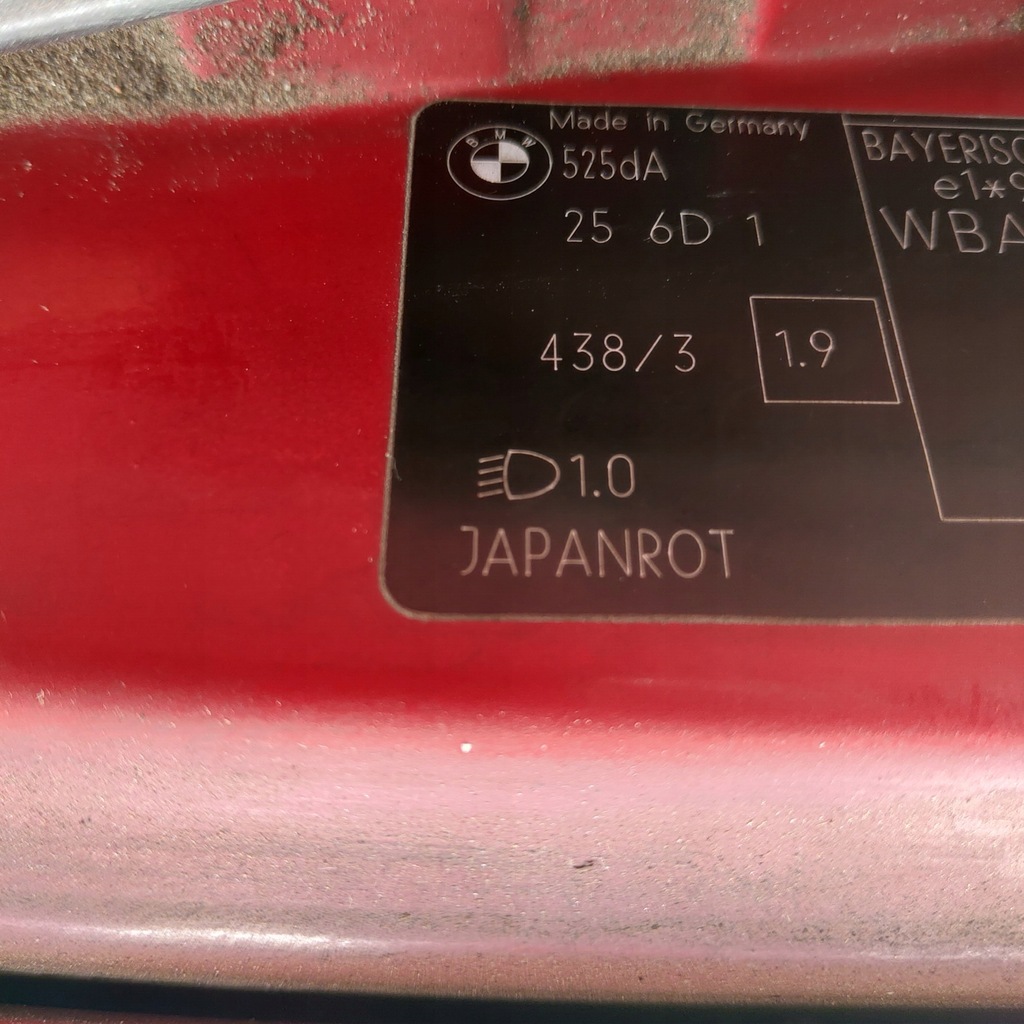 Made in Germany
BMW
525dA
25 6D 1
438/3
1.9
1.0
JAPANROT
BAYERISC
e1*9
WBA